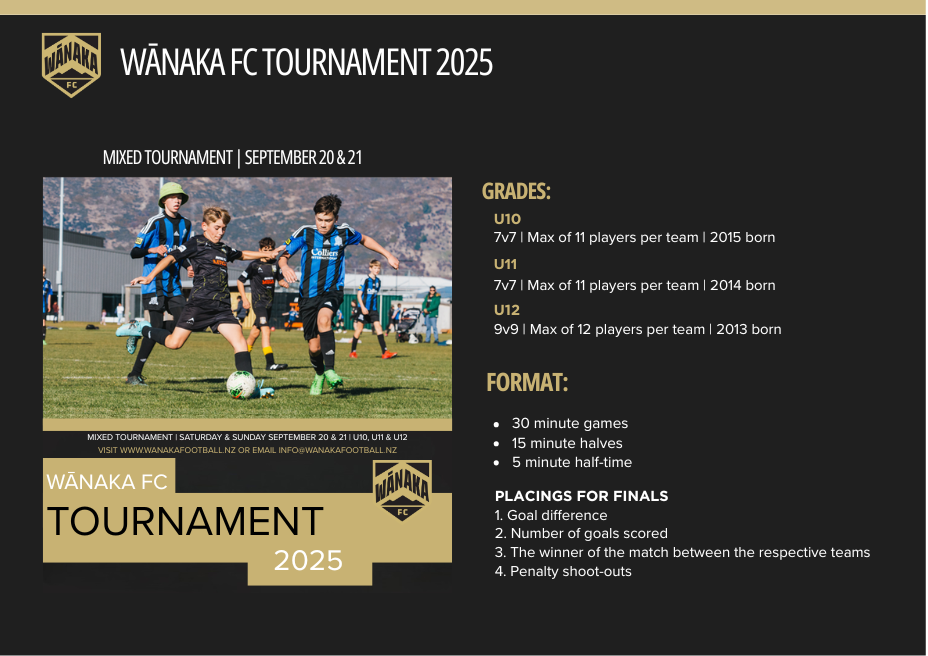 WĀNAKA
FC
WĀNAKA FC TOURNAMENT 2025
MIXED TOURNAMENT | SEPTEMBER 20 & 21
Colliers
MIXED TOURNAMENT | SATURDAY & SUNDAY SEPTEMBER 20 & 21 | U10, U11 & U12
VISIT WWW.WANAKAFOOTBALL.NZ OR EMAIL INFO@WANAKAFOOTBALL.NZ
WĀNAKA FC
TOURNAMENT
2025
WĀNAKA
FC
GRADES:
U10
7v7 | Max of 11 players per team | 2015 born
U11
7v7 | Max of 11 players per team | 2014 born
U12
9v9 | Max of 12 players per team | 2013 born
FORMAT:
• 30 minute games
• 15 minute halves
• 5 minute half-time
PLACINGS FOR FINALS
1. Goal difference
2. Number of goals scored
3. The winner of the match between the respective teams
4. Penalty shoot-outs